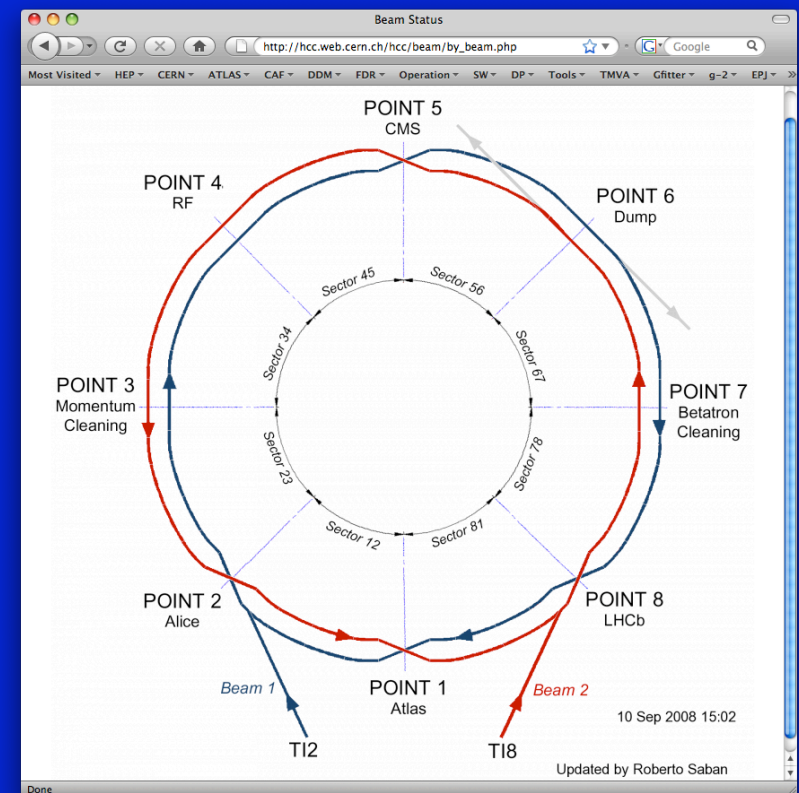 Beam Status
http://hcc.web.cern.ch/hcc/beam/by_beam.php
Google
Most Visited HEP CERN ATLAS CAF DDM FDR Operation SW DP Tools TMVA Gfitter g-2 EPJ »
POINT 5
CMS
POINT 4
RF
POINT 6
Dump
Sector 45
Sector 56
Sector 34
Sector 67
POINT 3
Momentum
Cleaning
POINT 7
Betatron
Cleaning
Sector 23
Sector 78
Sector 12
Sector 81
POINT 2
Alice
POINT 8
LHCb
Beam 1
POINT 1
Atlas
Beam 2
10 Sep 2008 15:02
TI2
TI8
Updated by Roberto Saban
Done